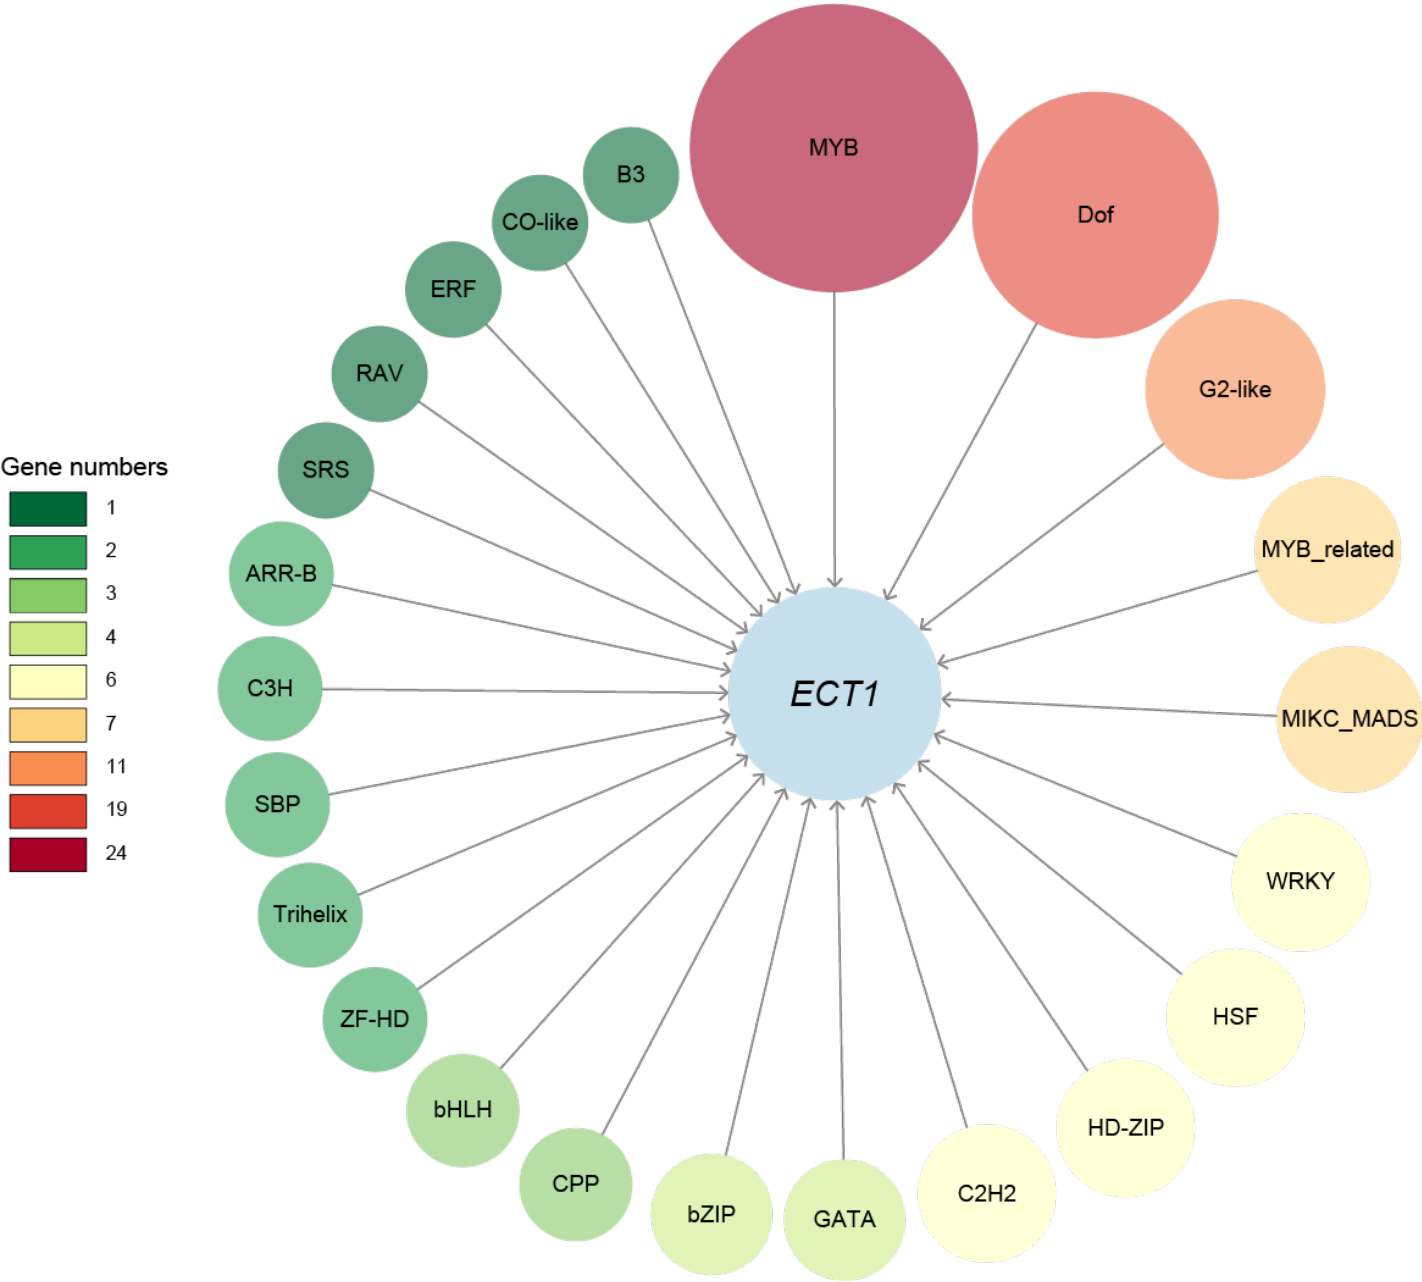 MYB
Dof
G2-like
MYB_related
MIKC_MADS
WRKY
HSF
HD-ZIP
C2H2
GATA
bZIP
CPP
bHLH
ZF-HD
Trihelix
SBP
C3H
ARR-B
SRS
RAV
ERF
CO-like
B3
ECT1
Gene numbers
1
2
3
4
6
7
11
19
24